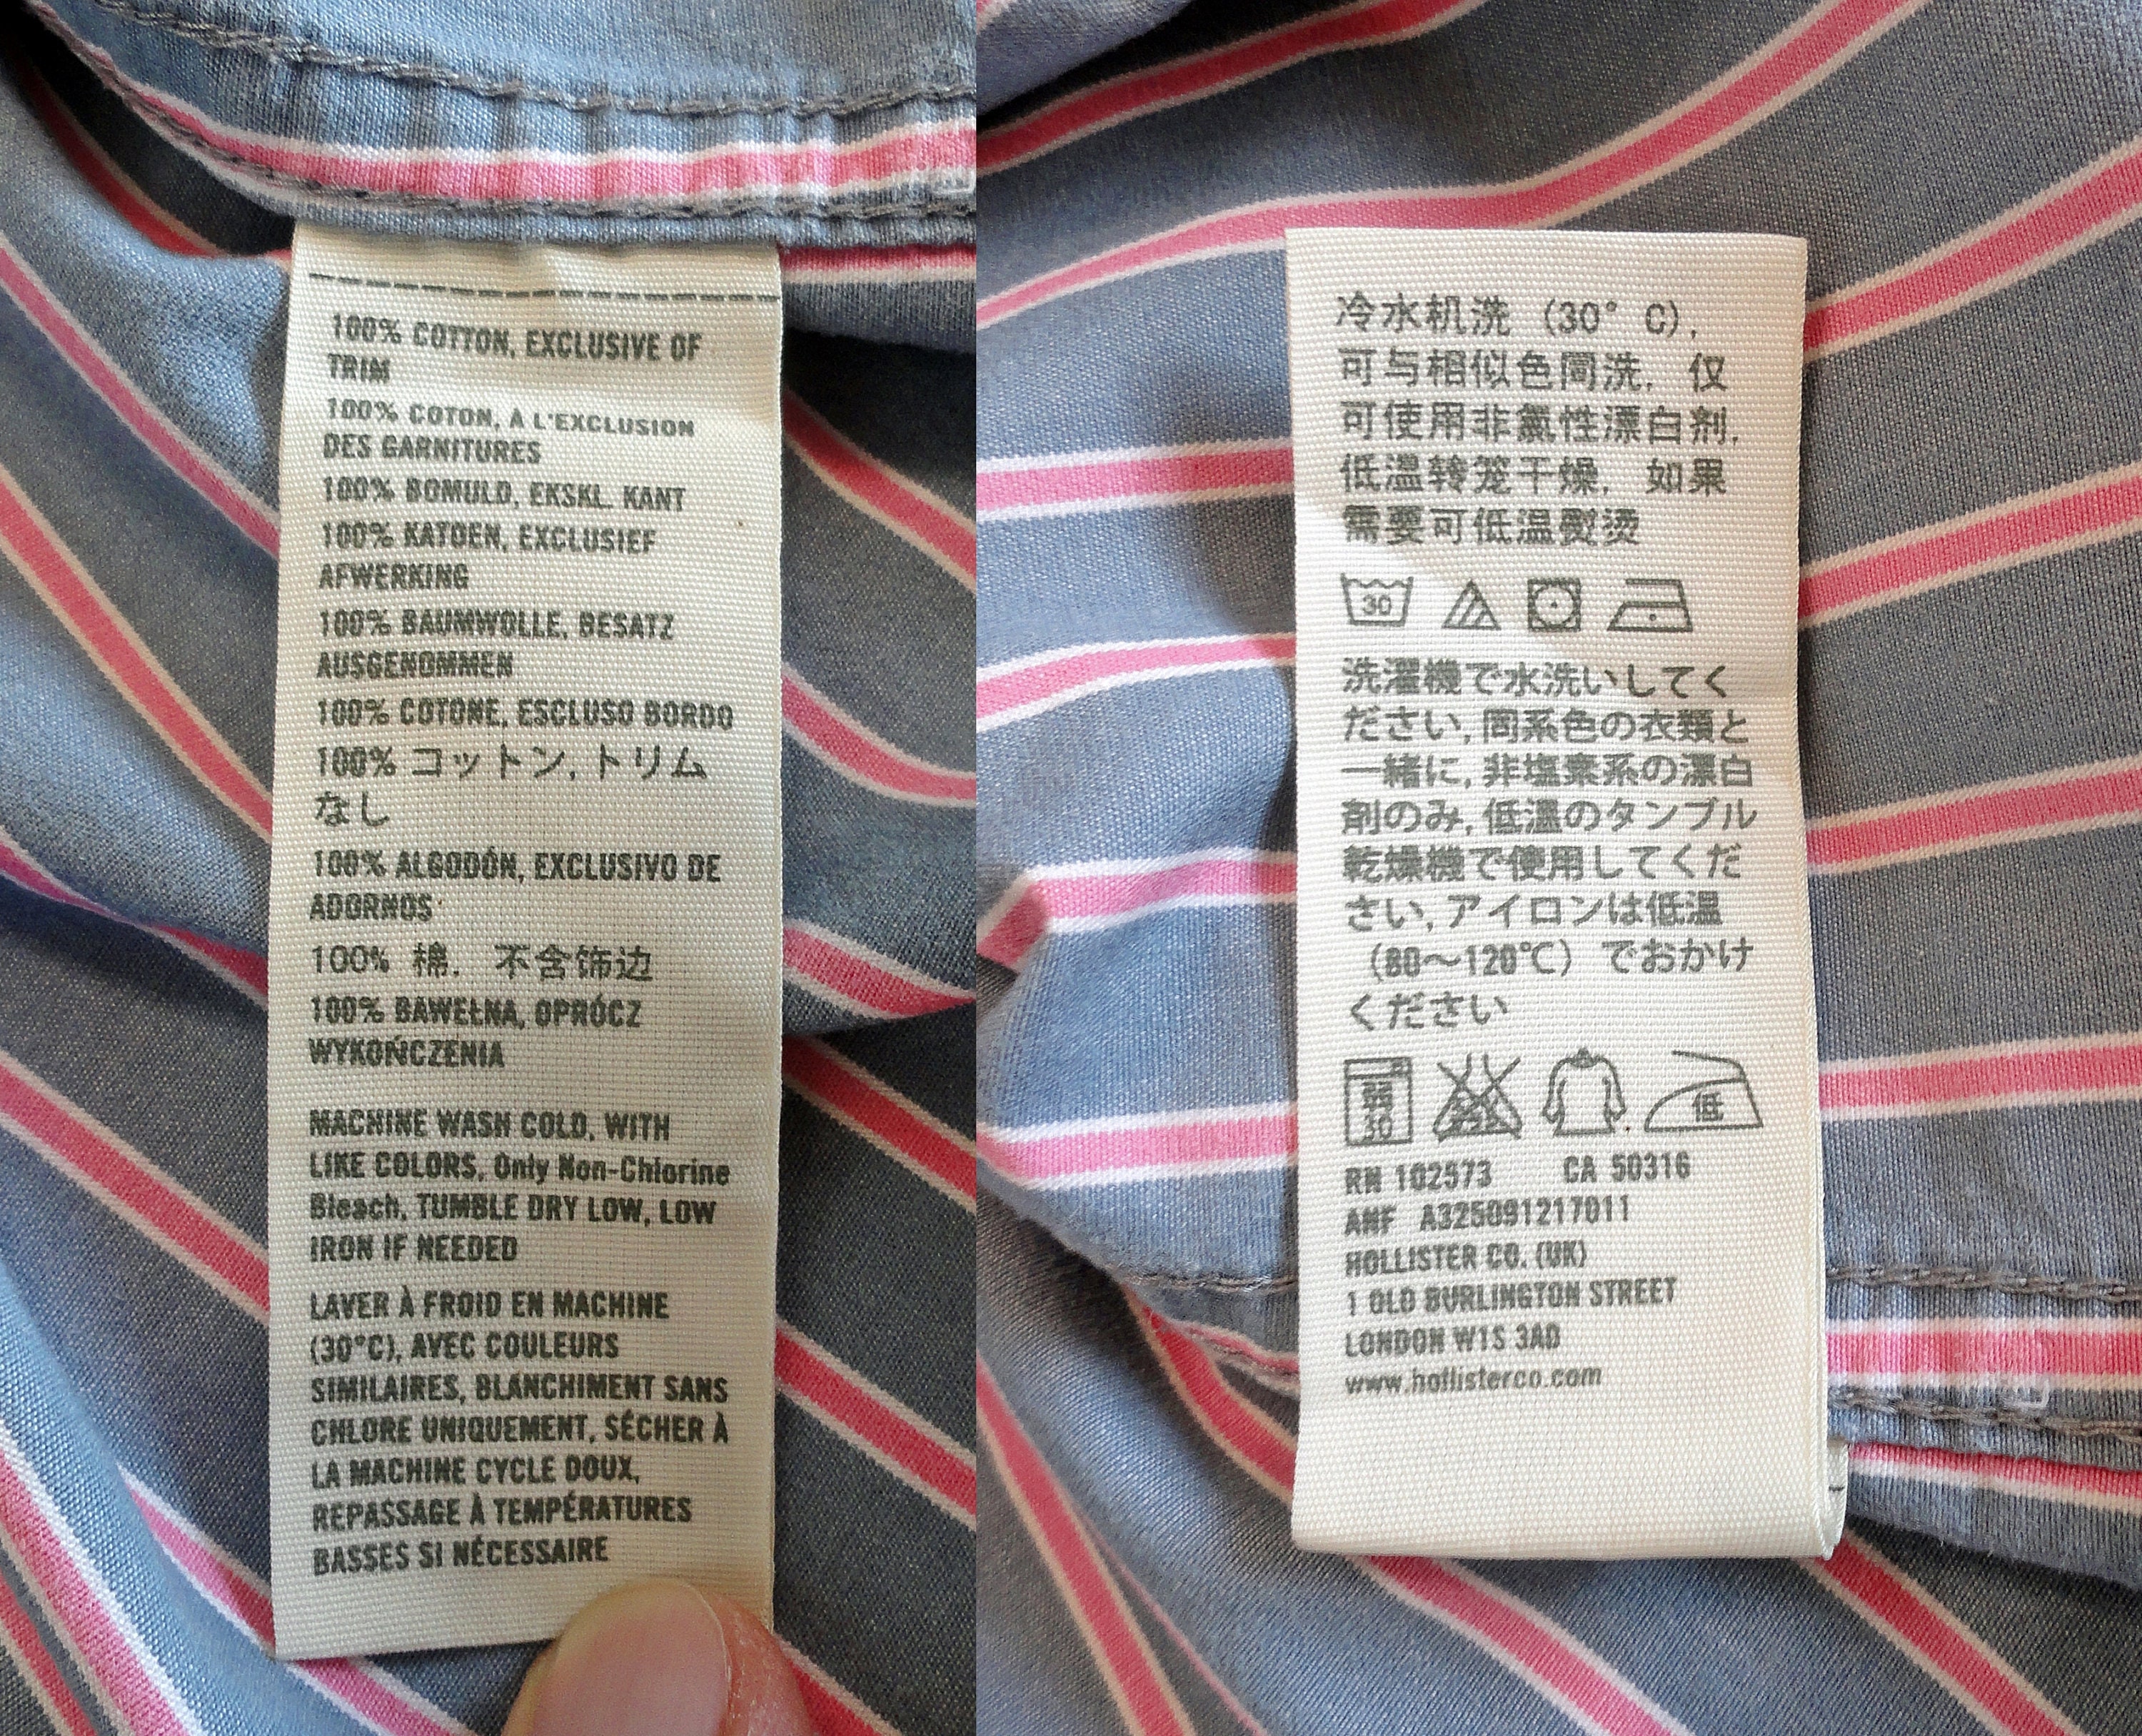 100% COTTON, EXCLUSIVE OF
TRIM
100% COTON, À L'EXCLUSION
DES GARNITURES
100% BOMULD, EKSKL. KANT
100% KATOEN, EXCLUSIEF
AFWERKING
100% BAUMWOLLE, BESATZ
AUSGENOMMEN
100% COTONE, ESCLUSO BORDO
100% コットン, トリム
なし
100% ALGODÓN, EXCLUSIVO DE
ADORNOS
100% 棉. 不含饰边
100% BAWEŁNA, OPRÓCZ
WYKOŃCZENIA
MACHINE WASH COLD, WITH
LIKE COLORS, Only Non-Chlorine
Bleach, TUMBLE DRY LOW, LOW
IRON IF NEEDED
LAVER À FROID EN MACHINE
(30°C), AVEC COULEURS
SIMILAIRES, BLANCHIMENT SANS
CHLORE UNIQUEMENT, SÉCHER À
LA MACHINE CYCLE DOUX,
REPASSAGE À TEMPÉRATURES
BASSES SI NÉCESSAIRE
冷水机洗 (30° C),
可与相似色同洗, 仅
可使用非氯性漂白剂,
低温转笼干燥, 如果
需要可低温熨烫
30
洗濯機で水洗いしてく
ださい, 同系色の衣類と
一緒に, 非塩素系の漂白
剤のみ, 低温のタンブル
乾燥機で使用してくだ
さい, アイロンは低温
(80～120℃) でおかけ
ください
30 低
RN 102573 CA 50316
ANF A325091217011
HOLLISTER CO. (UK)
1 OLD BURLINGTON STREET
LONDON W1S 3AD
www.hollisterco.com